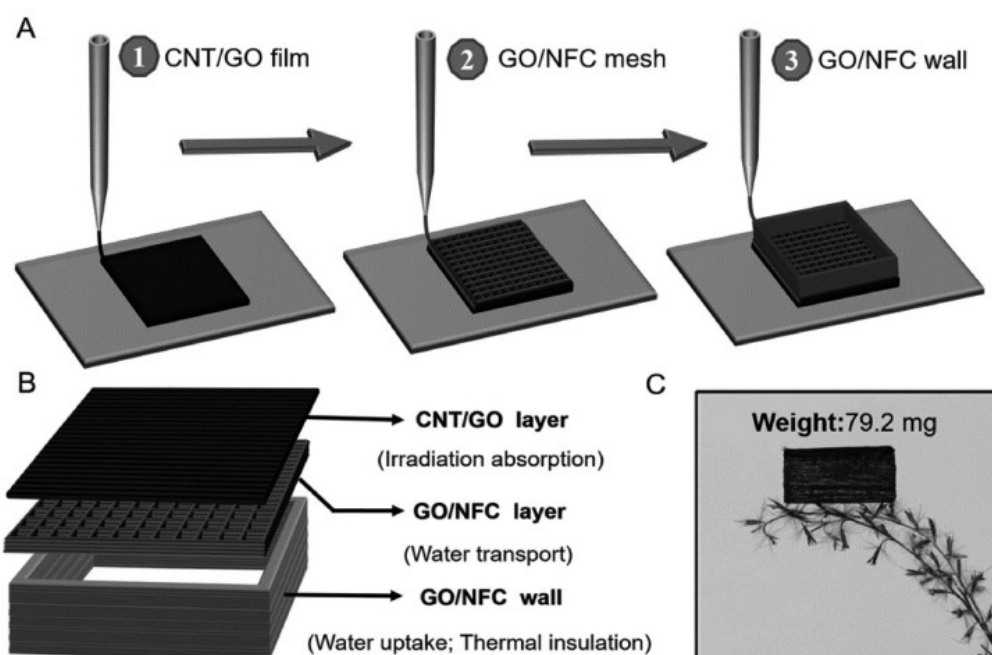 A
1 CNT/GO film
2 GO/NFC mesh
3 GO/NFC wall
B
CNT/GO layer
(Irradiation absorption)
GO/NFC layer
(Water transport)
GO/NFC wall
(Water uptake; Thermal insulation)
C
Weight:79.2 mg